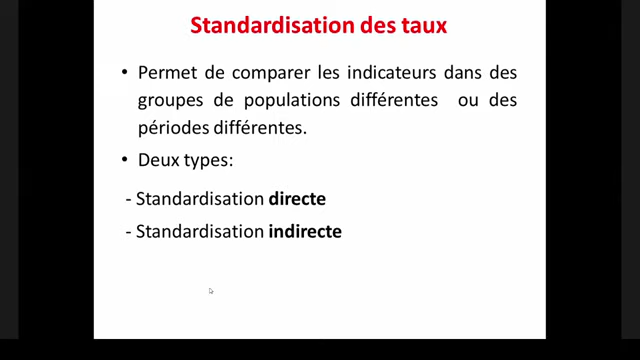 Standardisation des taux
• Permet de comparer les indicateurs dans des
groupes de populations différentes ou des
périodes différentes.
• Deux types:
- Standardisation directe
- Standardisation indirecte